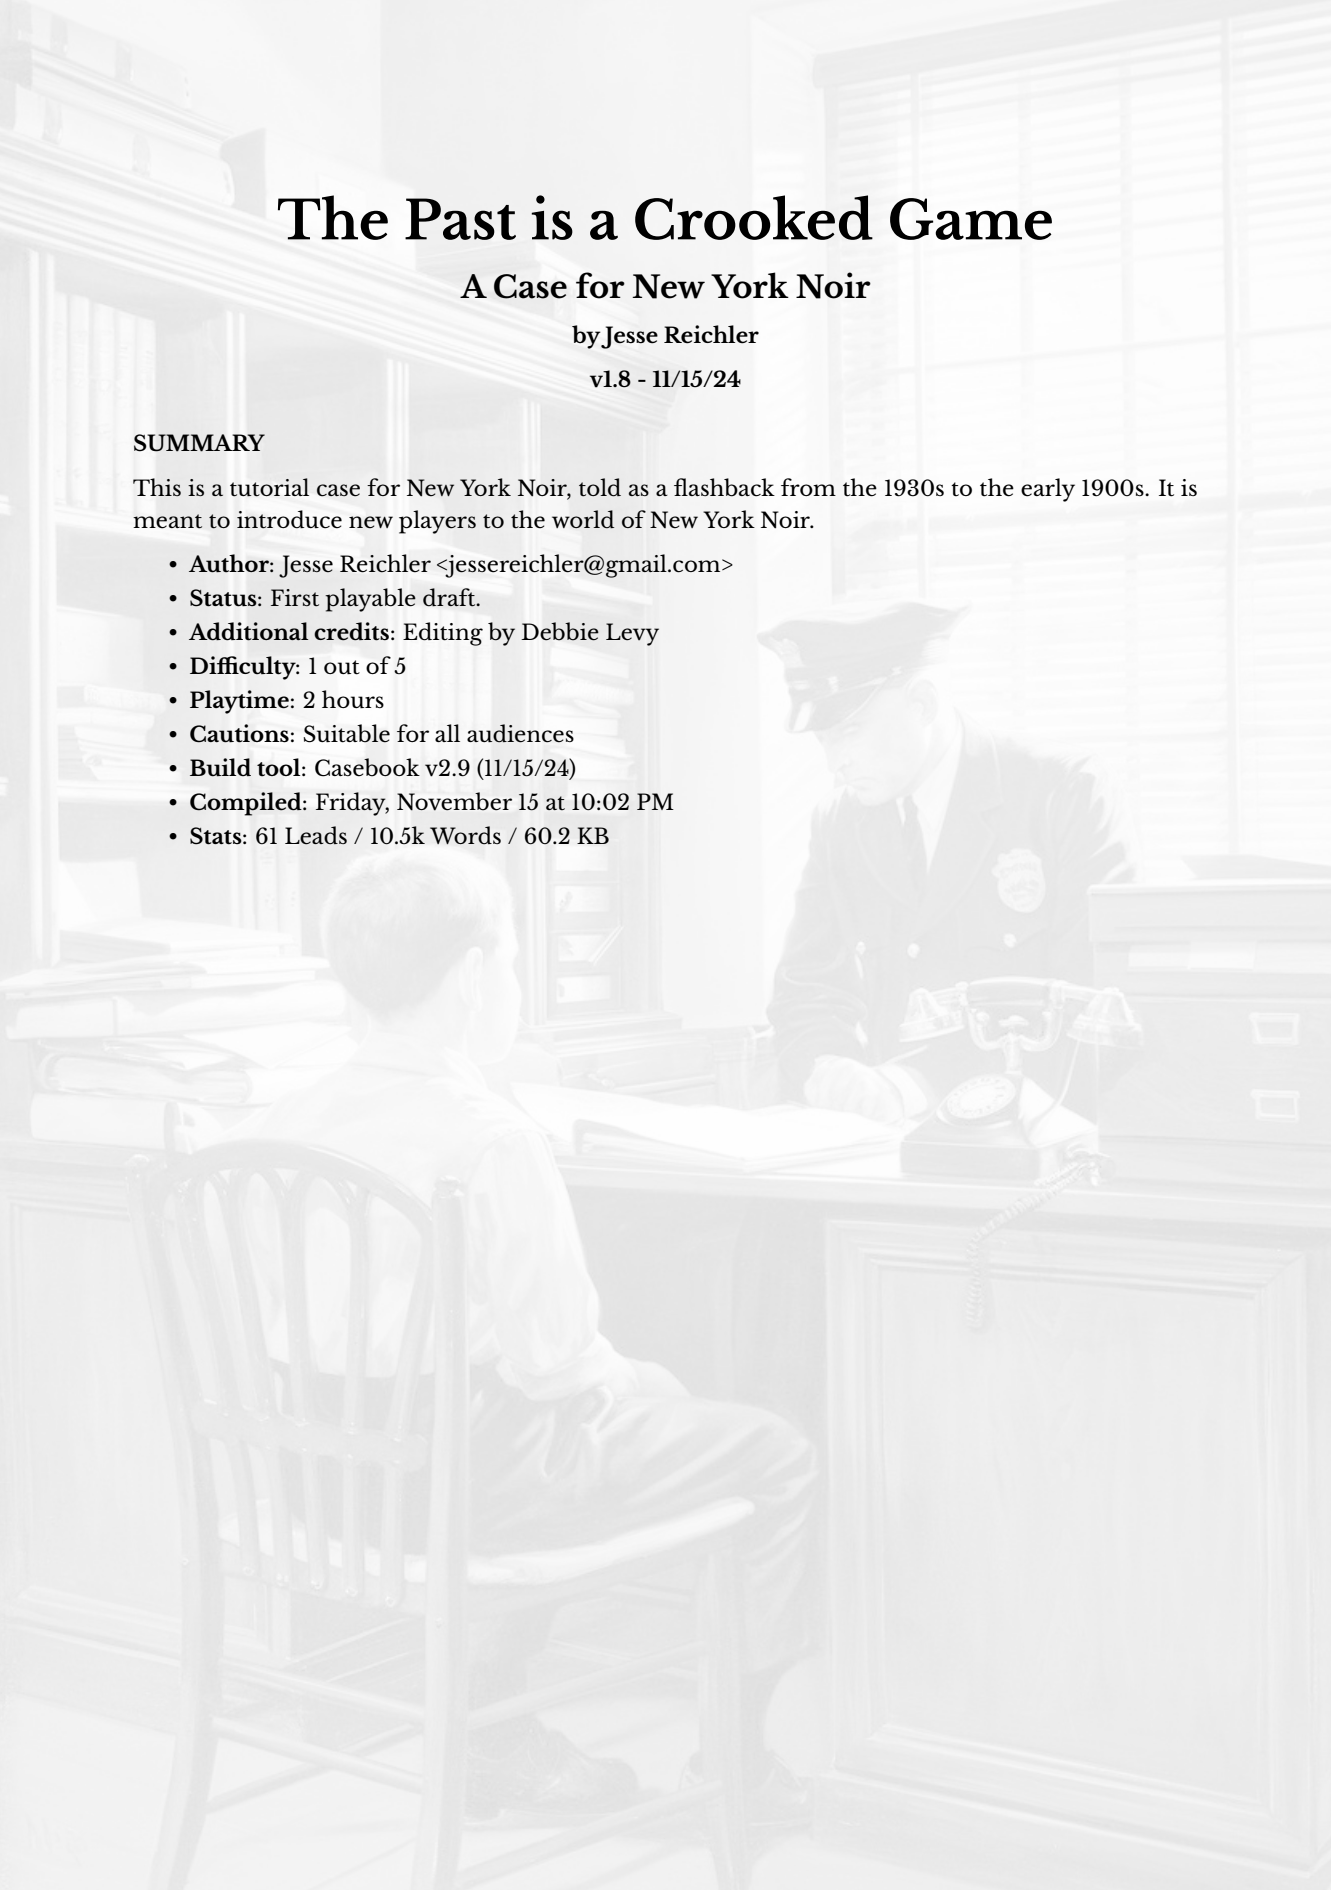 The Past is a Crooked Game
A Case for New York Noir
by Jesse Reichler
v1.8 - 11/15/24
SUMMARY
This is a tutorial case for New York Noir, told as a flashback from the 1930s to the early 1900s. It is
meant to introduce new players to the world of New York Noir.
• Author: Jesse Reichler <jessereichler@gmail.com>
• Status: First playable draft.
• Additional credits: Editing by Debbie Levy
• Difficulty: 1 out of 5
• Playtime: 2 hours
• Cautions: Suitable for all audiences
• Build tool: Casebook v2.9 (11/15/24)
• Compiled: Friday, November 15 at 10:02 PM
• Stats: 61 Leads / 10.5k Words / 60.2 KB